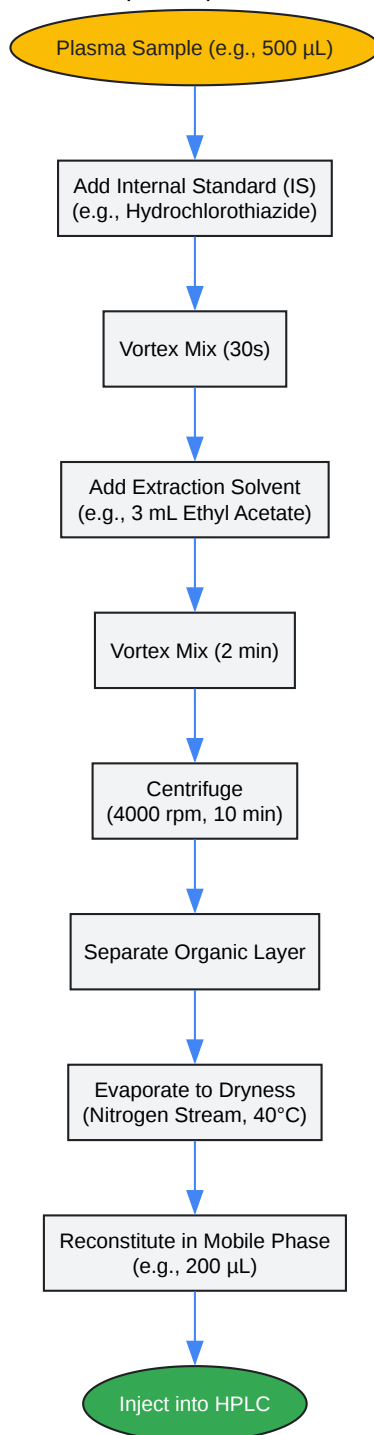 Plasma Sample (e.g., 500 µL)
Add Internal Standard (IS)
(e.g., Hydrochlorothiazide)
Vortex Mix (30s)
Add Extraction Solvent
(e.g., 3 mL Ethyl Acetate)
Vortex Mix (2 min)
Centrifuge
(4000 rpm, 10 min)
Separate Organic Layer
Evaporate to Dryness
(Nitrogen Stream, 40°C)
Reconstitute in Mobile Phase
(e.g., 200 µL)
Inject into HPLC